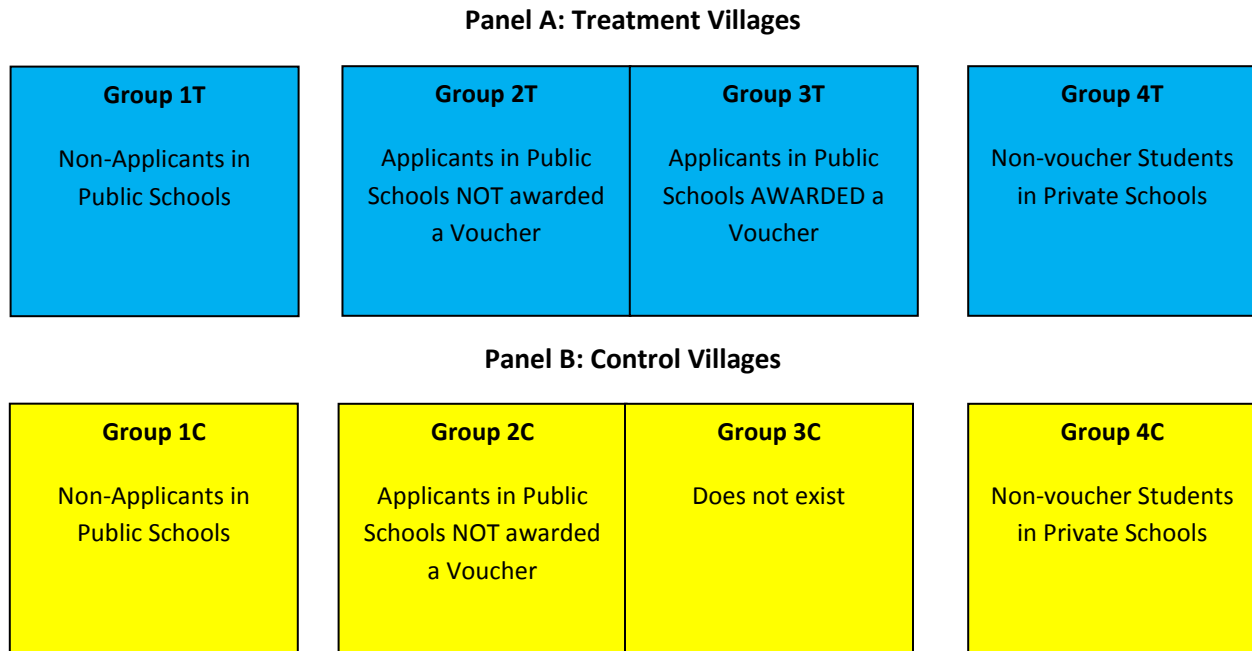 Panel A: Treatment Villages
Group 1T
Non-Applicants in
Public Schools
Group 2T
Applicants in Public
Schools NOT awarded
a Voucher
Group 3T
Applicants in Public
Schools AWARDED a
Voucher
Group 4T
Non-voucher Students
in Private Schools
Panel B: Control Villages
Group 1C
Non-Applicants in
Public Schools
Group 2C
Applicants in Public
Schools NOT awarded
a Voucher
Group 3C
Does not exist
Group 4C
Non-voucher Students
in Private Schools